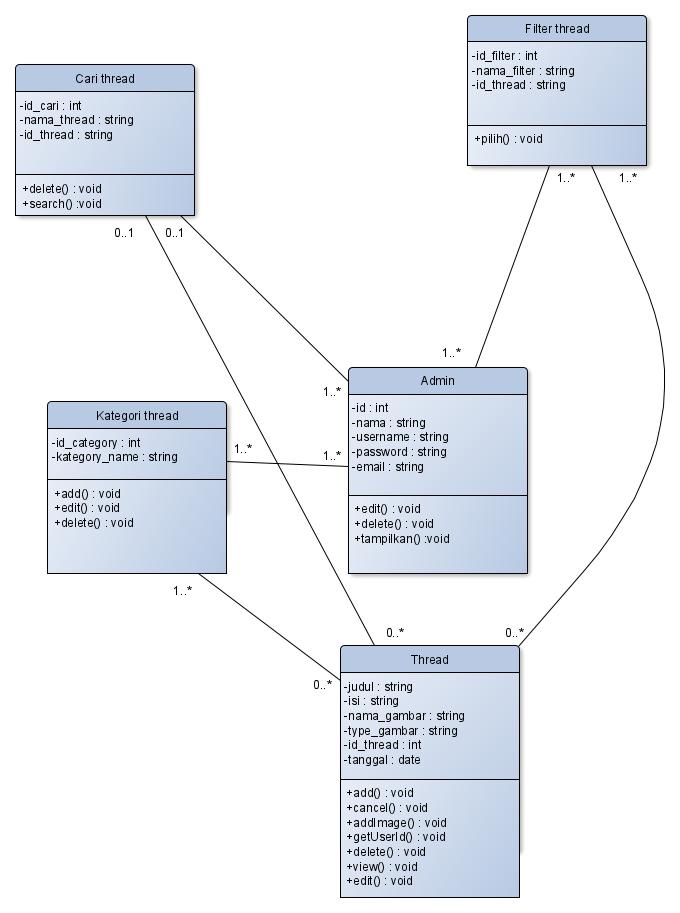 Filter thread
-id_filter : int
-nama_filter : string
-id_thread : string
+pilih() : void
Cari thread
-id_cari : int
-nama_thread : string
-id_thread : string
+delete() : void
+search() :void
1..*
1..*
0..1
0..1
1..*
1..*
Admin
-id : int
-nama : string
-username : string
-password : string
-email : string
+edit() : void
+delete() : void
+tampilkan() :void
Kategori thread
-id_category : int
-kategory_name : string
+add() : void
+edit() : void
+delete() : void
1..*
1..*
1..*
0..*
0..*
0..*
Thread
-judul : string
-isi : string
-nama_gambar : string
-type_gambar : string
-id_thread : int
-tanggal : date
+add() : void
+cancel() : void
+addImage() : void
+getUserId() : void
+delete() : void
+view() : void
+edit() : void